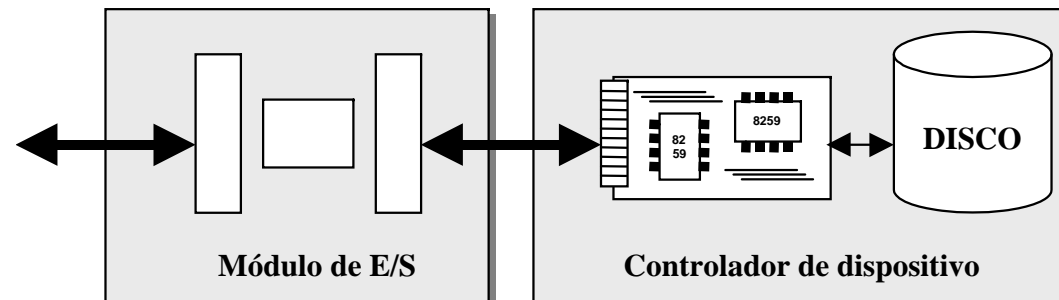 8259
82
59
DISCO
Módulo de E/S
Controlador de dispositivo